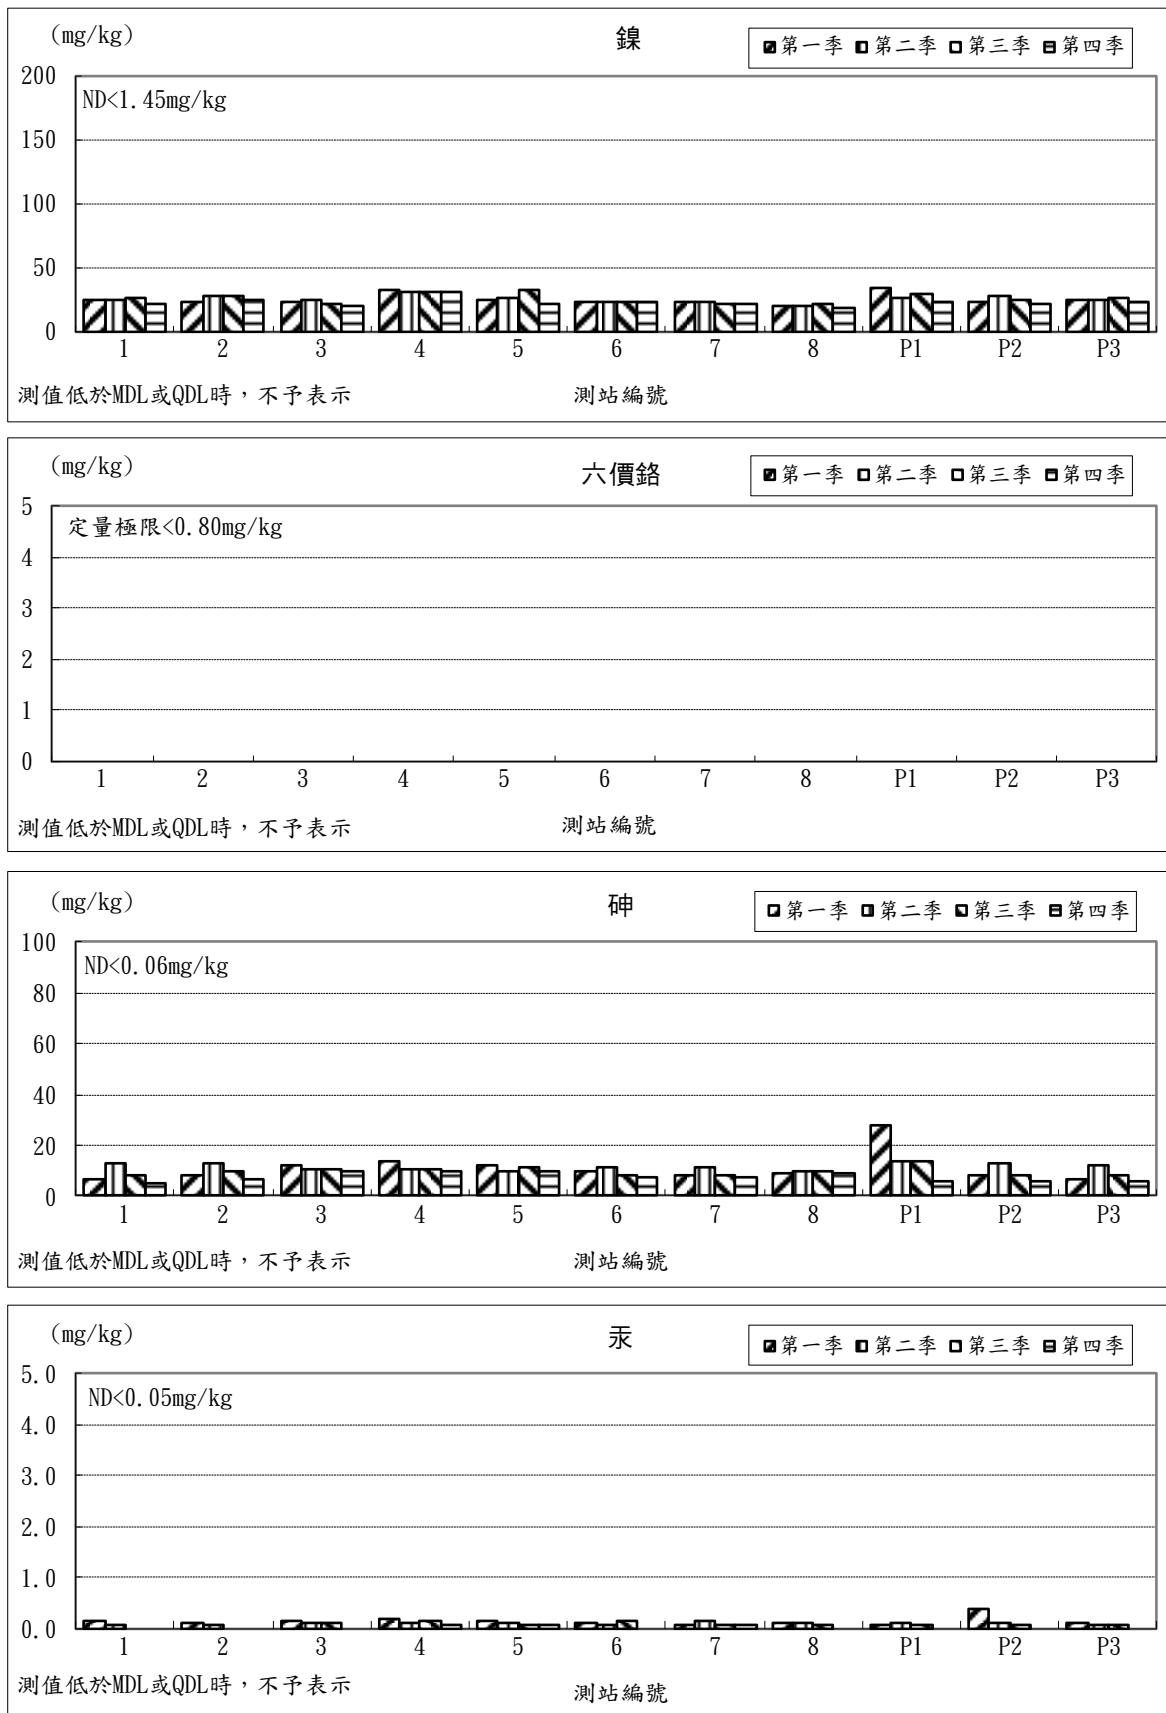 (mg/kg)
鎳
第一季 第二季 第三季 第四季
200
ND<1.45mg/kg
150
100
50
0
1 2 3 4 5 6 7 8 P1 P2 P3
測值低於MDL或QDL時，不予表示 測站編號
(mg/kg)
六價鉻
第一季 第二季 第三季 第四季
5
定量極限<0.80mg/kg
4
3
2
1
0
1 2 3 4 5 6 7 8 P1 P2 P3
測值低於MDL或QDL時，不予表示 測站編號
(mg/kg)
砷
第一季 第二季 第三季 第四季
100
ND<0.06mg/kg
80
60
40
20
0
1 2 3 4 5 6 7 8 P1 P2 P3
測值低於MDL或QDL時，不予表示 測站編號
(mg/kg)
汞
第一季 第二季 第三季 第四季
5.0
ND<0.05mg/kg
4.0
3.0
2.0
1.0
0.0
1 2 3 4 5 6 7 8 P1 P2 P3
測值低於MDL或QDL時，不予表示 測站編號